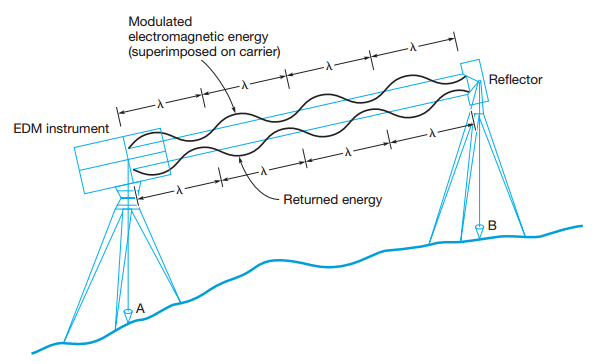 Modulated
electromagnetic energy
(superimposed on carrier)
λ
λ
λ
λ
Reflector
EDM instrument
λ
λ
λ
λ
Returned energy
B
A